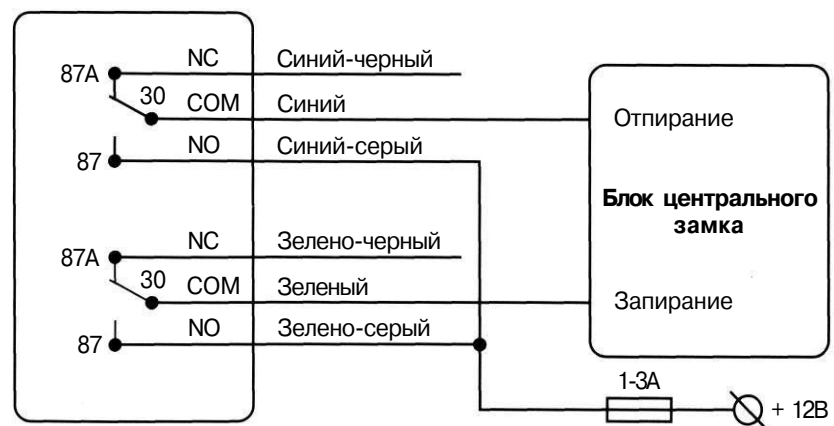 87A NC Синий-черный
30 COM Синий Отпирание
87 NO Синий-серый
Блок центрального
замка
87A NC Зелено-черный
30 COM Зеленый Запирание
87 NO Зелено-серый
1-3А
+ 12В